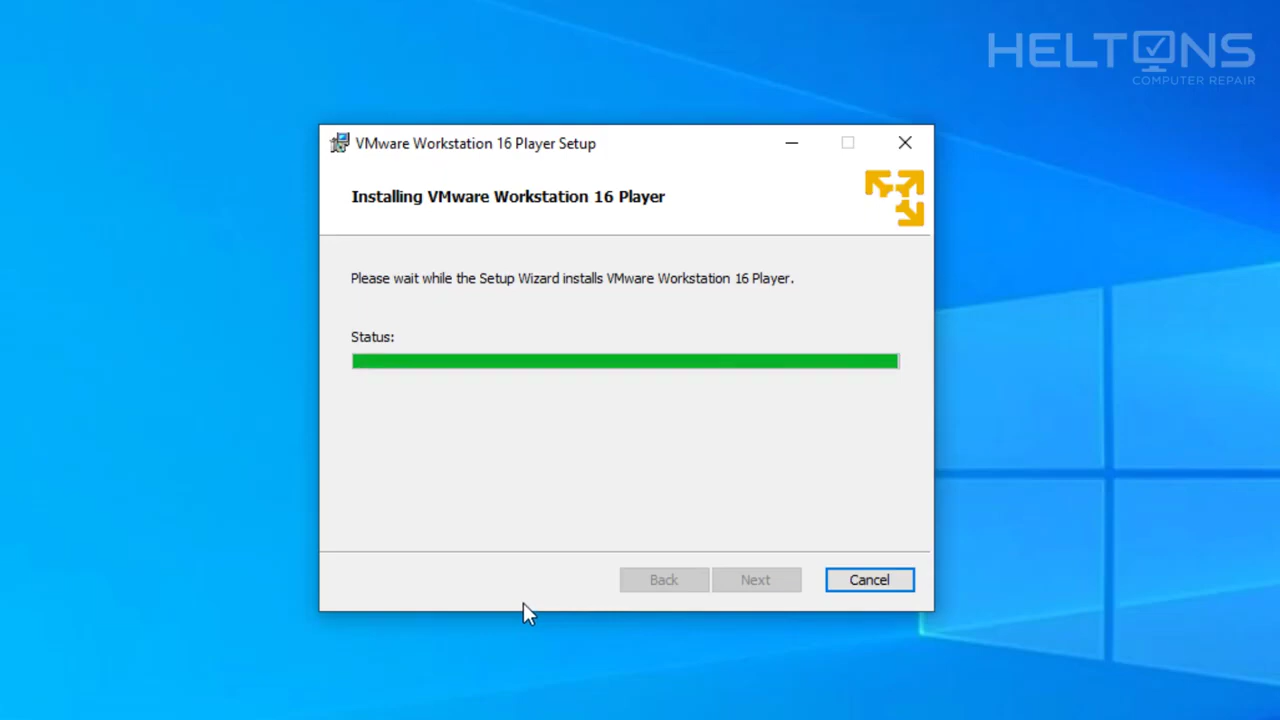 HELTONS
COMPUTER REPAIR
VMware Workstation 16 Player Setup
Installing VMware Workstation 16 Player
Please wait while the Setup Wizard installs VMware Workstation 16 Player.
Status:
Back Next Cancel